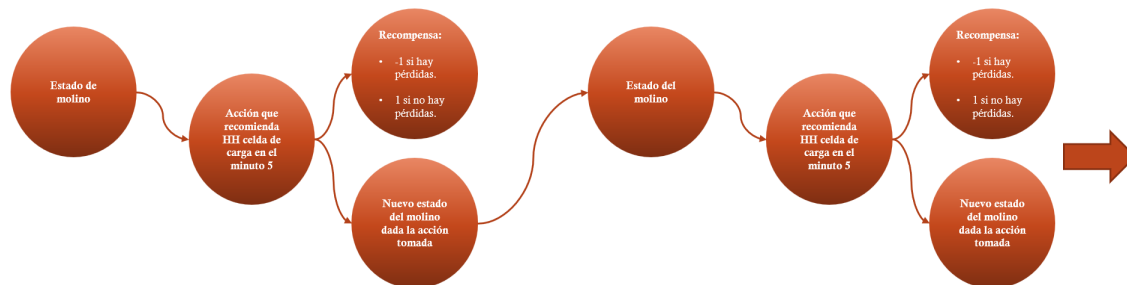 Estado de
molino
Acción que
recomienda
HH celda de
carga en el
minuto 5
Recompensa:
• -1 si hay
pérdidas.
• 1 si no hay
pérdidas.
Nuevo estado
del molino
dada la acción
tomada
Estado del
molino
Acción que
recomienda
HH celda de
carga en el
minuto 5
Recompensa:
• -1 si hay
pérdidas.
• 1 si no hay
pérdidas.
Nuevo estado
del molino
dada la acción
tomada